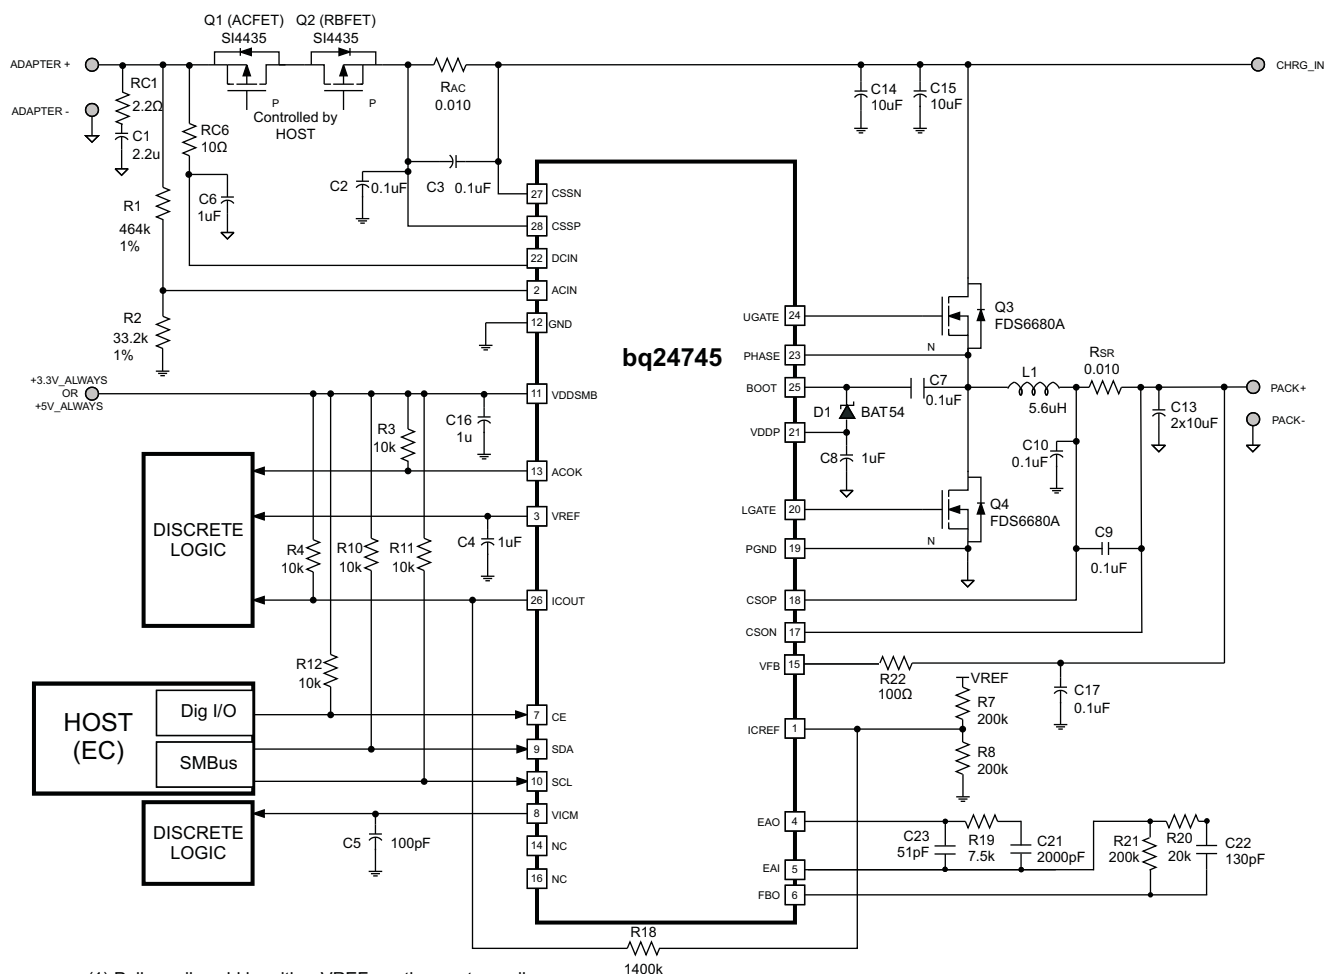 Q1 (ACFET)
SI4435
Q2 (RBFET)
SI4435
ADAPTER +
ADAPTER -
RC1
2.2Ω
C1
2.2u
RC6
10Ω
P
P
Controlled by
HOST
RAC
0.010
C14
10uF
C15
10uF
CHRG_IN
C6
1uF
C2
0.1uF
C3
0.1uF
R1
464k
1%
R2
33.2k
1%
27
CSSN
28
CSSP
22
DCIN
2
ACIN
12
GND
bq24745
UGATE
24
PHASE
23
BOOT
25
VDDP
21
LGATE
20
PGND
19
CSOP
18
CSON
17
VFB
15
ICREF
1
EAO
4
EAI
5
FBO
6
Q3
FDS6680A
N
RSR
0.010
L1
5.6uH
C7
0.1uF
D1
BAT54
C8
1uF
C10
0.1uF
C13
2x10uF
PACK+
PACK-
Q4
FDS6680A
N
C9
0.1uF
R22
100Ω
C17
0.1uF
VREF
R7
200k
R8
200k
C23
51pF
R19
7.5k
C21
2000pF
R21
200k
R20
20k
C22
130pF
+3.3V_ALWAYS
OR
+5V_ALWAYS
11
VDDSMB
C16
1u
R3
10k
13
ACOK
3
VREF
C4
1uF
DISCRETE
LOGIC
R4
10k
R10
10k
R11
10k
26
ICOUT
R12
10k
HOST
(EC)
Dig I/O
SMBus
7
CE
9
SDA
10
SCL
8
VICM
14
NC
16
NC
DISCRETE
LOGIC
C5
100pF
R18
1400k